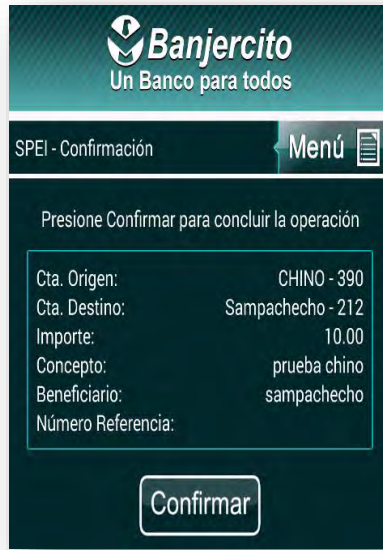 Banjercito
Un Banco para todos
SPEI - Confirmación
Menú
Presione Confirmar para concluir la operación
Cta. Origen: CHINO - 390
Cta. Destino: Sampachecho - 212
Importe: 10.00
Concepto: prueba chino
Beneficiario: sampachecho
Número Referencia:
Confirmar